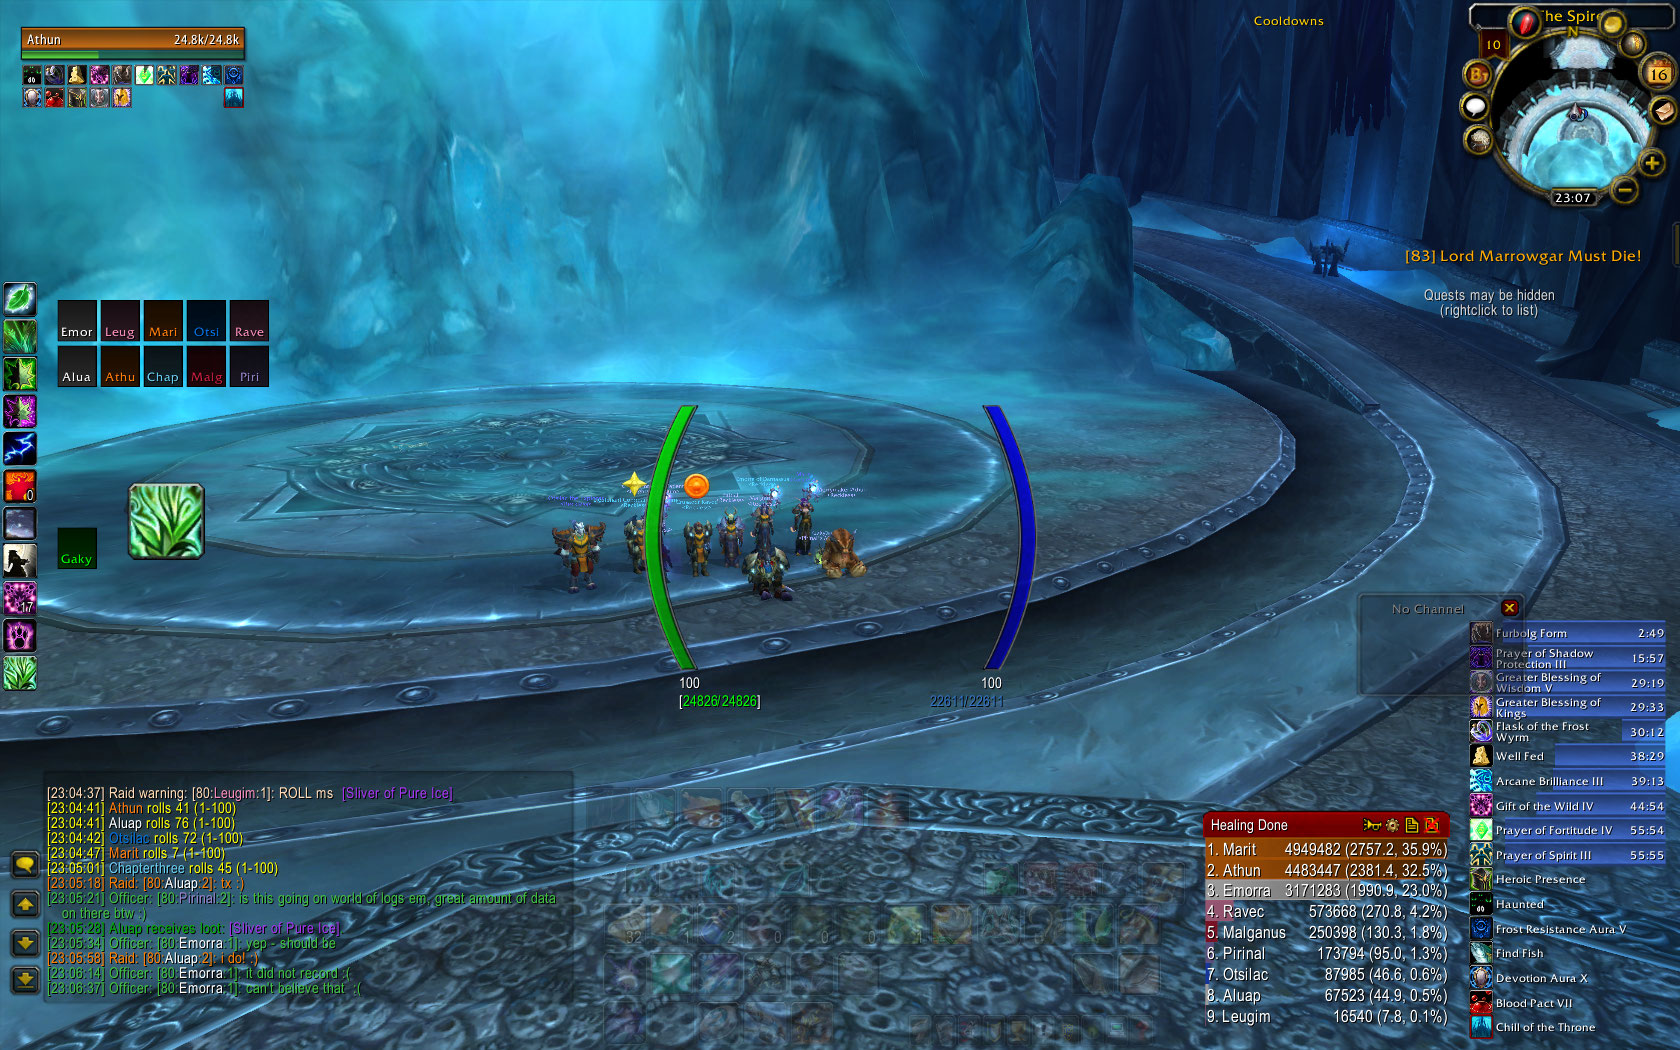 Athun 24.8k/24.8k
Cooldowns
The Spire
N
10
16
23:07
[83] Lord Marrowgar Must Die!
Quests may be hidden
(rightclick to list)
Emor Leug Mari Otsi Rave
Alua Athu Chap Malg Piri
0
Gaky
17
100
[24826/24826]
100
22611/22611
No Channel
Furbolg Form 2:49
Prayer of Shadow
Protection III 15:57
Greater Blessing of
Wisdom V 29:19
Greater Blessing of
Kings 29:33
Flask of the Frost
Wyrm 30:12
Well Fed 38:29
Arcane Brilliance III 39:13
Gift of the Wild IV 44:54
Prayer of Fortitude IV 55:54
Prayer of Spirit III 55:55
Heroic Presence
Haunted
Frost Resistance Aura V
Find Fish
Devotion Aura X
Blood Pact VII
Chill of the Throne
[23:04:37] Raid warning: [80:Leugim:1]: ROLL ms [Sliver of Pure Ice]
[23:04:41] Athun rolls 41 (1-100)
[23:04:41] Aluap rolls 76 (1-100)
[23:04:42] Otsilac rolls 72 (1-100)
[23:04:47] Marit rolls 7 (1-100)
[23:05:01] Chapterthree rolls 45 (1-100)
[23:05:18] Raid: [80:Aluap:2]: tx :)
[23:05:21] Officer: [80:Pirinal:2]: is this going on world of logs em, great amount of data
on there btw :)
[23:05:28] Aluap receives loot: [Sliver of Pure Ice]
[23:05:34] Officer: [80:Emorra:1]: yep - should be
[23:05:58] Raid: [80:Aluap:2]: i do! :)
[23:06:14] Officer: [80:Emorra:1]: it did not record :(
[23:06:37] Officer: [80:Emorra:1]: can't believe that :(
Healing Done
1. Marit 4949482 (2757.2, 35.9%)
2. Athun 4483447 (2381.4, 32.5%)
3. Emorra 3171283 (1990.9, 23.0%)
4. Ravec 573668 (270.8, 4.2%)
5. Malganus 250398 (130.3, 1.8%)
6. Pirinal 173794 (95.0, 1.3%)
7. Otsilac 87985 (46.6, 0.6%)
8. Aluap 67523 (44.9, 0.5%)
9. Leugim 16540 (7.8, 0.1%)